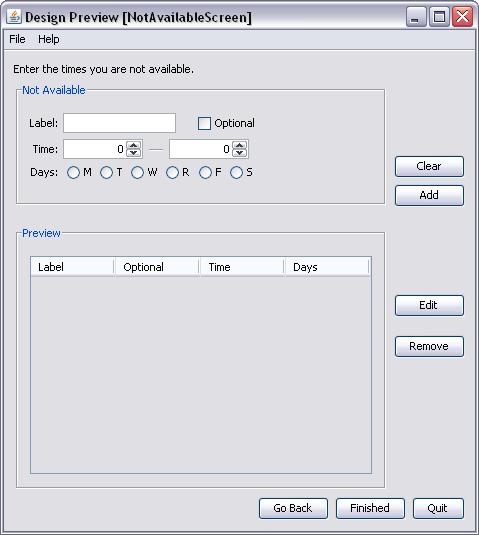 Design Preview [NotAvailableScreen]
File Help
Enter the times you are not available.
Not Available
Label: Optional
Time: 0 — 0
Days: M T W R F S
Clear
Add
Preview
Label Optional Time Days
Edit
Remove
Go Back Finished Quit